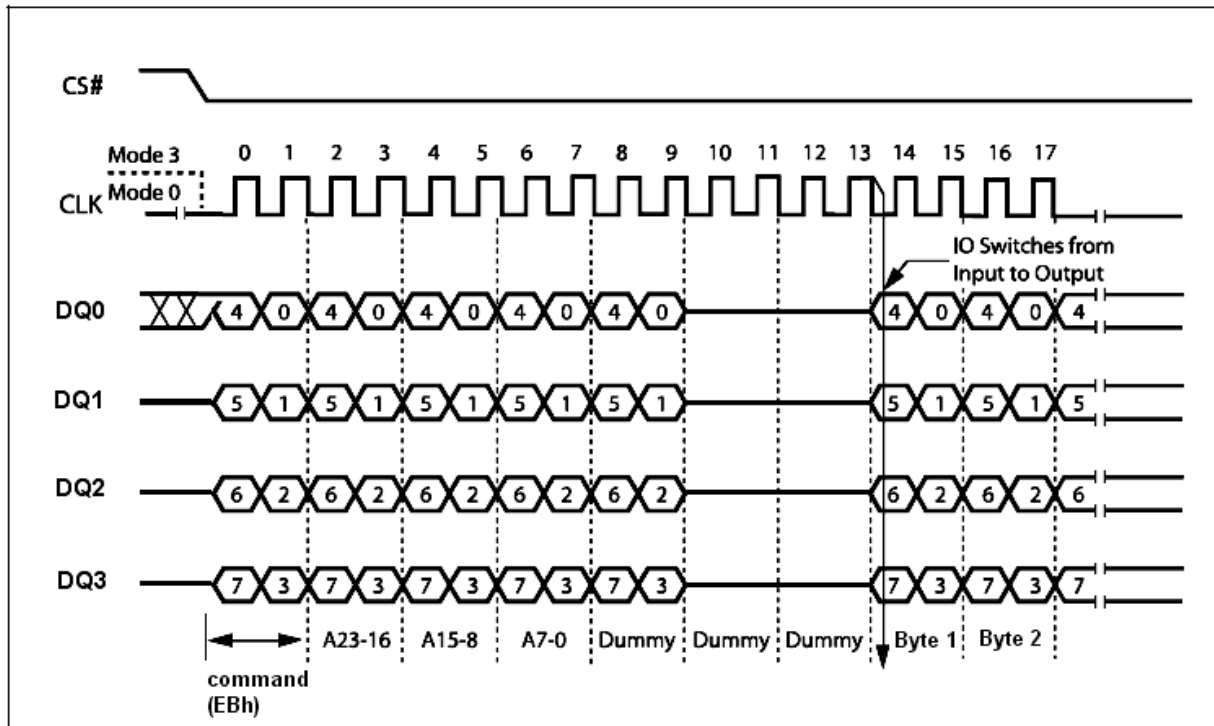 CS#
Mode 3
0 1 2 3 4 5 6 7 8 9 10 11 12 13 14 15 16 17
Mode 0
CLK
IO Switches from
Input to Output
DQ0 4 0 4 0 4 0 4 0 4 0 4 0 4 0 4
DQ1 5 1 5 1 5 1 5 1 5 1 5 1 5 1 5
DQ2 6 2 6 2 6 2 6 2 6 2 6 2 6 2 6
DQ3 7 3 7 3 7 3 7 3 7 3 7 3 7 3 7
A23-16 A15-8 A7-0 Dummy Dummy Dummy Byte 1 Byte 2
command
(EBh)